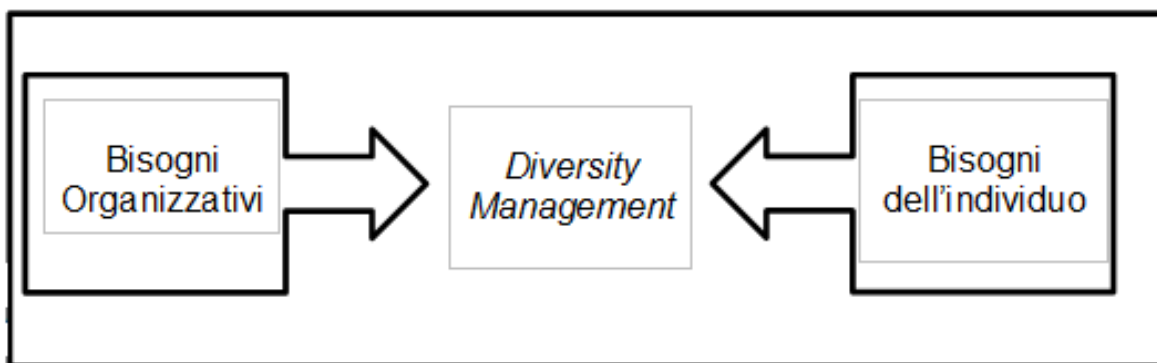 Bisogni
Organizzativi
Diversity
Management
Bisogni
dell'individuo